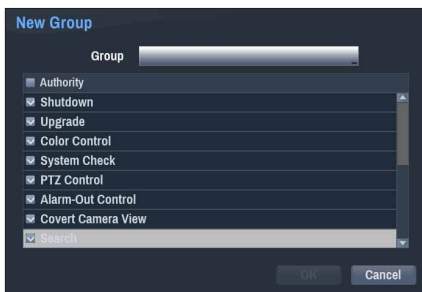 New Group
Group
Authority
Shutdown
Upgrade
Color Control
System Check
PTZ Control
Alarm-Out Control
Covert Camera View
Search
OK Cancel